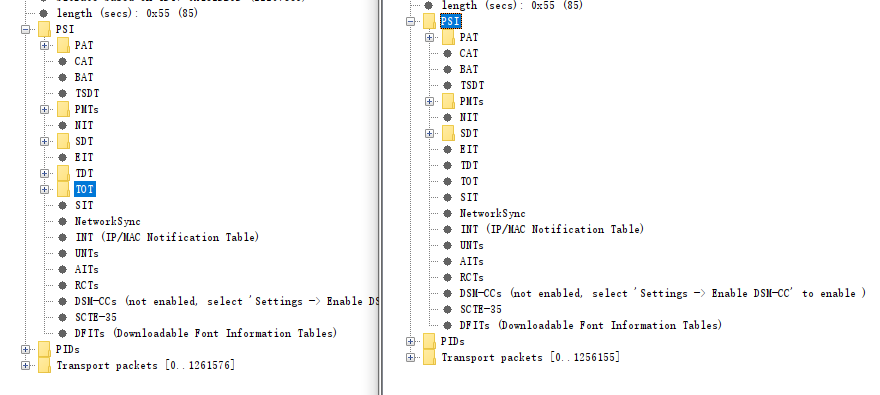 length (secs): 0x55 (85)
PSI
PAT
CAT
BAT
TSDT
PMTs
NIT
SDT
EIT
TDT
TOT
SIT
NetworkSync
INT (IP/MAC Notification Table)
UNTs
AITs
RCTs
DSM-CCs (not enabled, select 'Settings -> Enable DS
SCTE-35
DFITs (Downloadable Font Information Tables)
PIDs
Transport packets [0..1261576]
length (secs): 0x55 (85)
PSI
PAT
CAT
BAT
TSDT
PMTs
NIT
SDT
EIT
TDT
TOT
SIT
NetworkSync
INT (IP/MAC Notification Table)
UNTs
AITs
RCTs
DSM-CCs (not enabled, select 'Settings -> Enable DSM-CC' to enable )
SCTE-35
DFITs (Downloadable Font Information Tables)
PIDs
Transport packets [0..1256155]